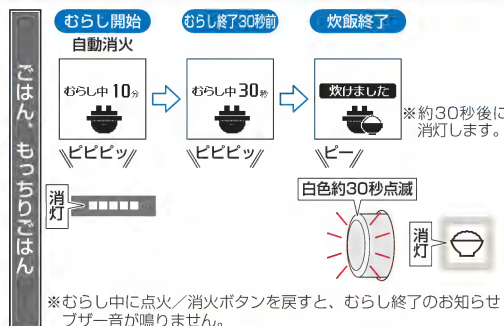 ごはん、もっちりごはん
むらし開始
むらし終了30秒前
炊飯終了
自動消火
むらし中10分
むらし中30秒
炊けました
※約30秒後に
消灯します。
ピピピッ
ピピピッ
ピー
消灯
白色約30秒点滅
消灯
※むらし中に点火／消火ボタンを戻すと、むらし終了のお知らせ
ブザー音が鳴りません。